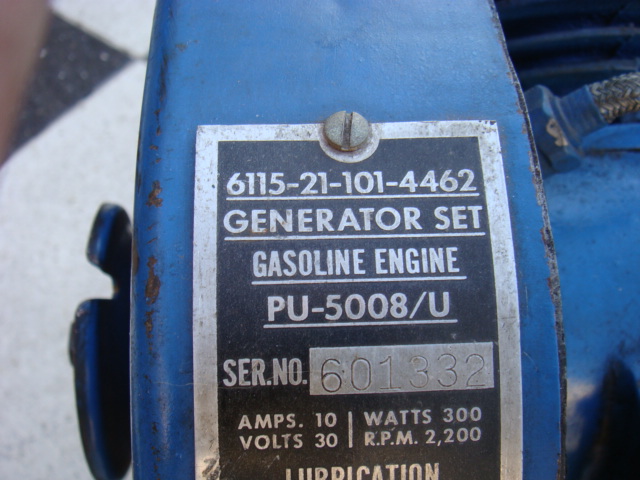 6115-21-101-4462
GENERATOR SET
GASOLINE ENGINE
PU-5008/U
SER.NO. 601332
AMPS. 10 | WATTS 300
VOLTS 30 | R.P.M. 2,200
LUBRICATION